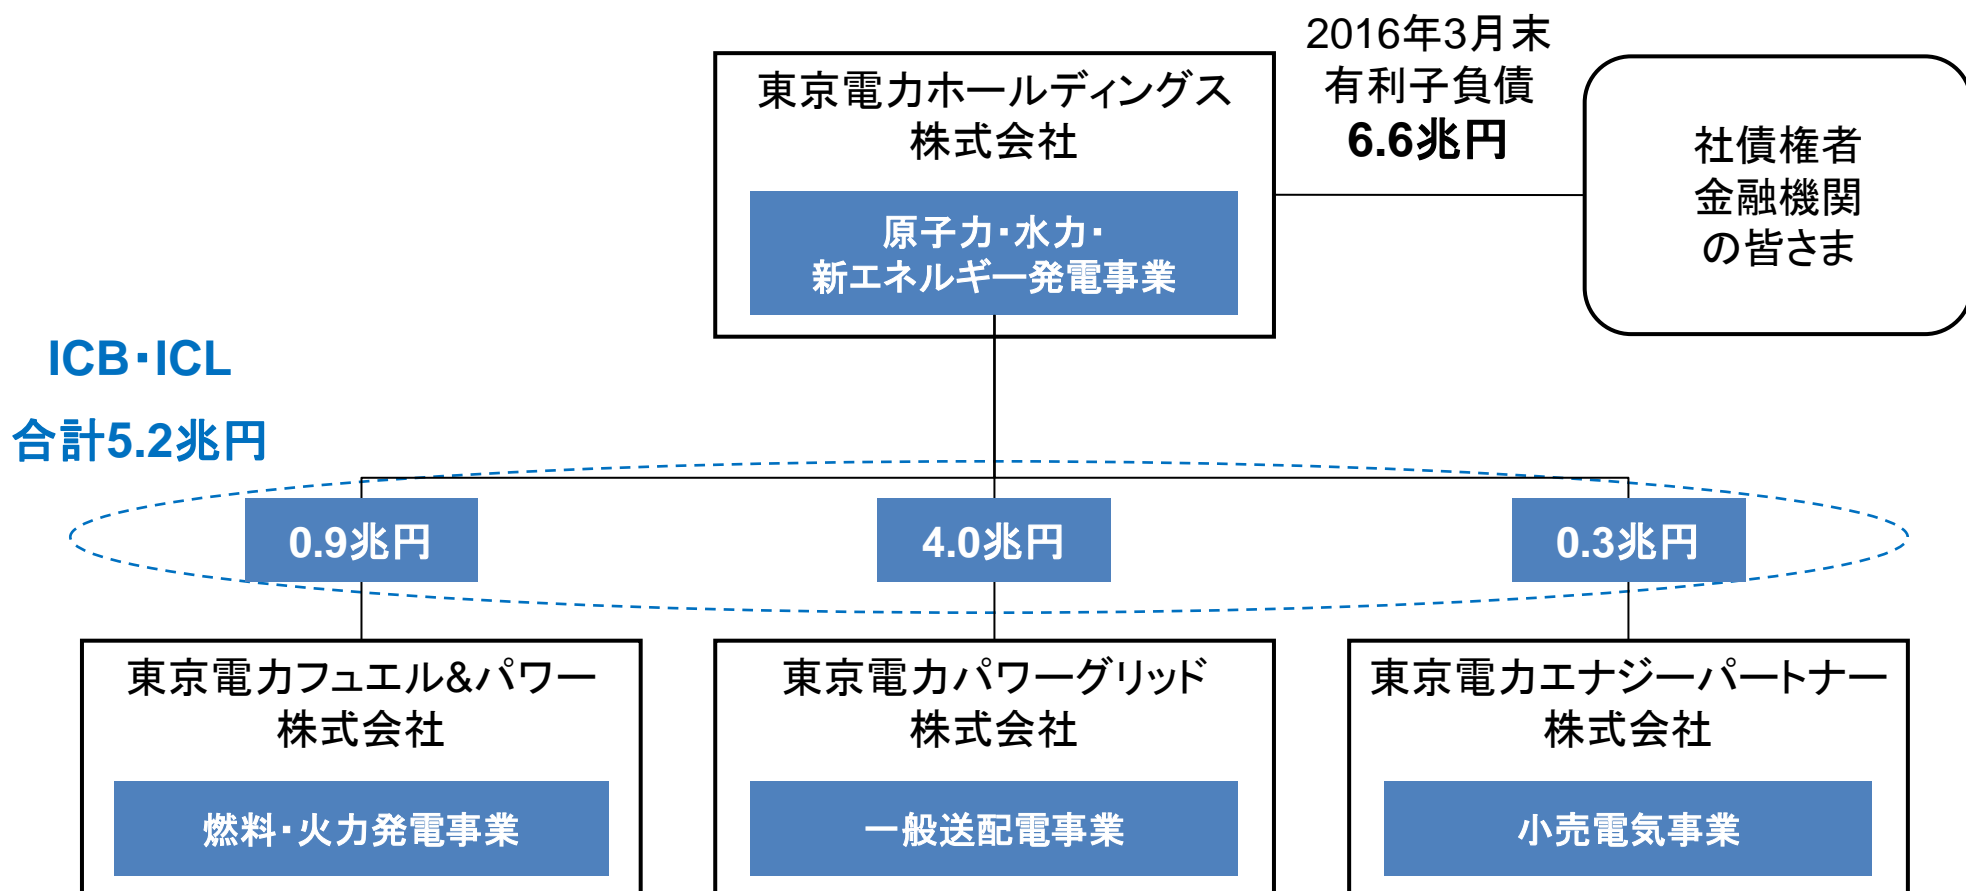 2016年3月末
有利子負債
6.6兆円
東京電力ホールディングス
株式会社
原子力・水力・
新エネルギー発電事業
社債権者
金融機関
の皆さま
ICB・ICL
合計5.2兆円
0.9兆円
4.0兆円
0.3兆円
東京電力フュエル&パワー
株式会社
燃料・火力発電事業
東京電力パワーグリッド
株式会社
一般送配電事業
東京電力エナジーパートナー
株式会社
小売電気事業